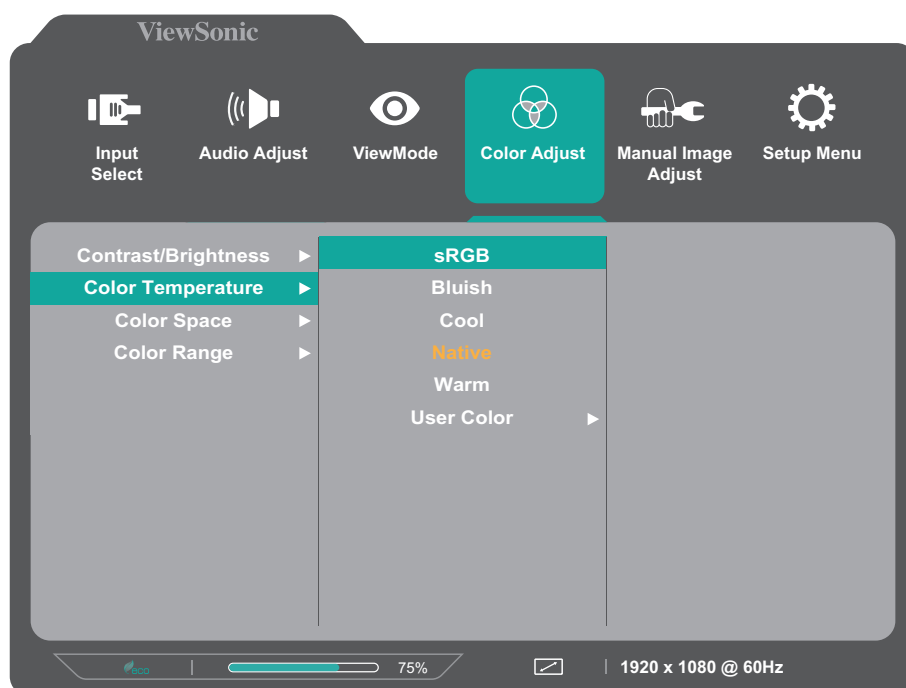 ViewSonic
Input
Select
Audio Adjust
ViewMode
Color Adjust
Manual Image
Adjust
Setup Menu
Contrast/Brightness
Color Temperature
Color Space
Color Range
sRGB
Bluish
Cool
Native
Warm
User Color
eco
75%
1920 x 1080 @ 60Hz